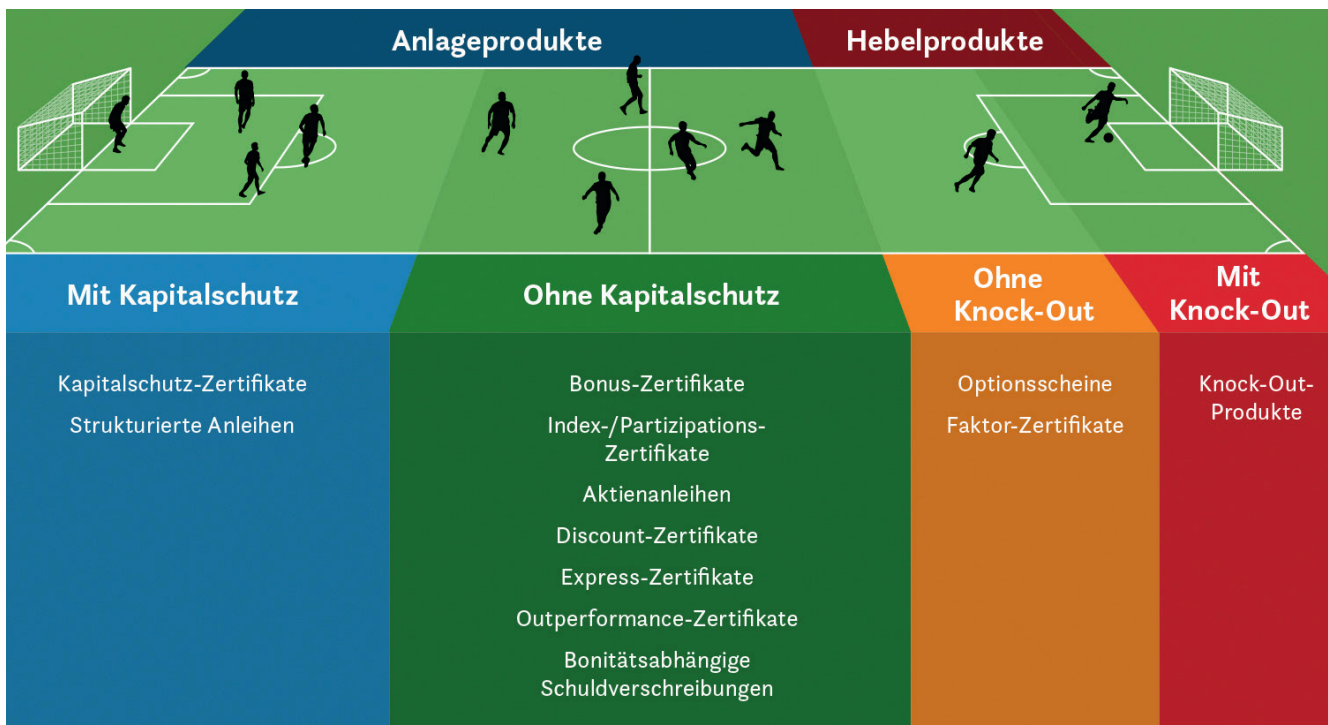 Anlageprodukte
Hebelprodukte
Mit Kapitalschutz
Ohne Kapitalschutz
Ohne
Knock-Out
Mit
Knock-Out
Kapitalschutz-Zertifikate
Strukturierte Anleihen
Bonus-Zertifikate
Index-/Partizipations-
Zertifikate
Aktienanleihen
Discount-Zertifikate
Express-Zertifikate
Outperformance-Zertifikate
Bonitätsabhängige
Schuldverschreibungen
Optionsscheine
Faktor-Zertifikate
Knock-Out-
Produkte